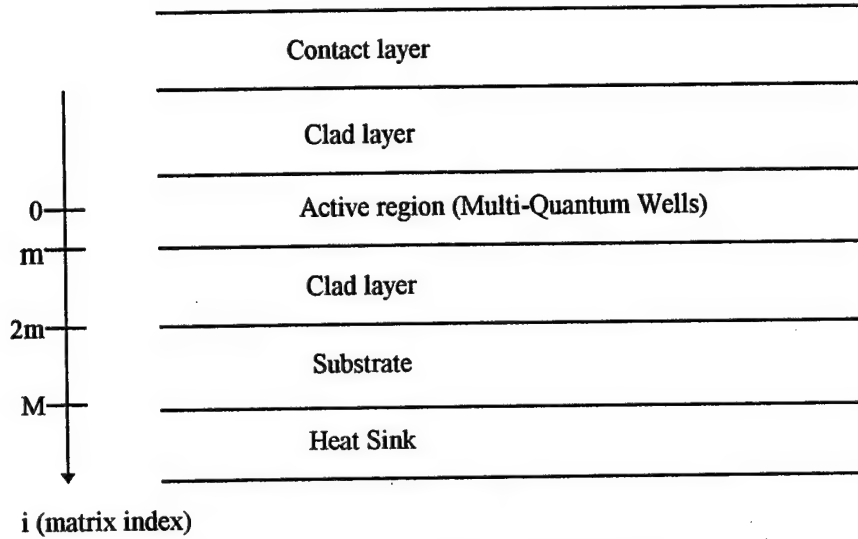 Contact layer
Clad layer
0
Active region (Multi-Quantum Wells)
m
Clad layer
2m
Substrate
M
Heat Sink
i (matrix index)